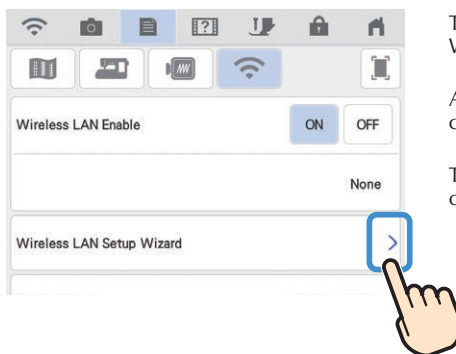 Wireless LAN Enable
ON
OFF
None
Wireless LAN Setup Wizard